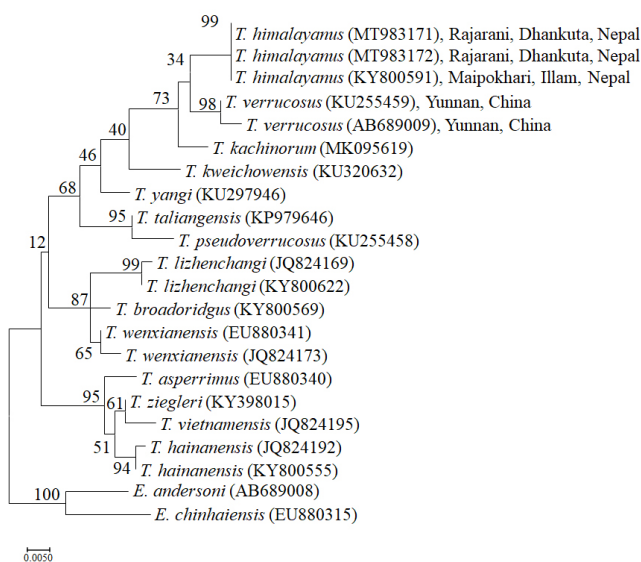 99
T. himalayanus (MT983171), Rajarani, Dhankuta, Nepal
T. himalayanus (MT983172), Rajarani, Dhankuta, Nepal
34
T. himalayanus (KY800591), Maipokhari, Illam, Nepal
73
98
T. verrucosus (KU255459), Yunnan, China
T. verrucosus (AB689009), Yunnan, China
40
T. kachinorum (MK095619)
46
T. kweichowensis (KU320632)
68
T. yangi (KU297946)
95
T. taliangensis (KP979646)
12
T. pseudoverrucosus (KU255458)
99
T. lizhenchangi (JQ824169)
T. lizhenchangi (KY800622)
87
T. broadoridgus (KY800569)
T. wenxianensis (EU880341)
65
T. wenxianensis (JQ824173)
T. asperrimus (EU880340)
95
61
T. ziegleri (KY398015)
T. vietnamensis (JQ824195)
51
T. hainanensis (JQ824192)
94
T. hainanensis (KY800555)
100
E. andersoni (AB689008)
E. chinhaiensis (EU880315)
0.0050